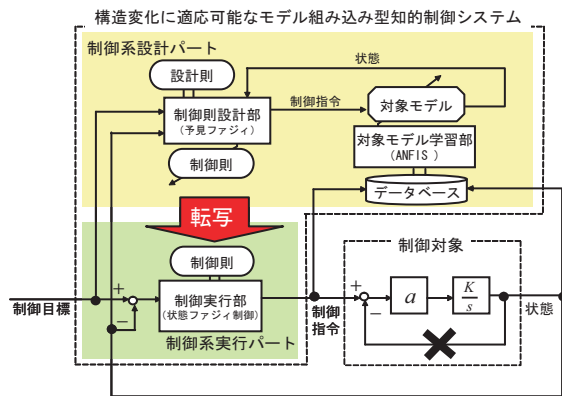 構造変化に適応可能なモデル組み込み型知的制御システム
制御系設計パート
状態
設計則
制御則設計部
(予見ファジィ)
制御指令
対象モデル
対象モデル学習部
(ANFIS)
制御則
データベース
転写
制御則
制御対象
制御目標
+
−
制御実行部
(状態ファジィ制御)
制御
指令
+
−
a
K
s
状態
制御系実行パート